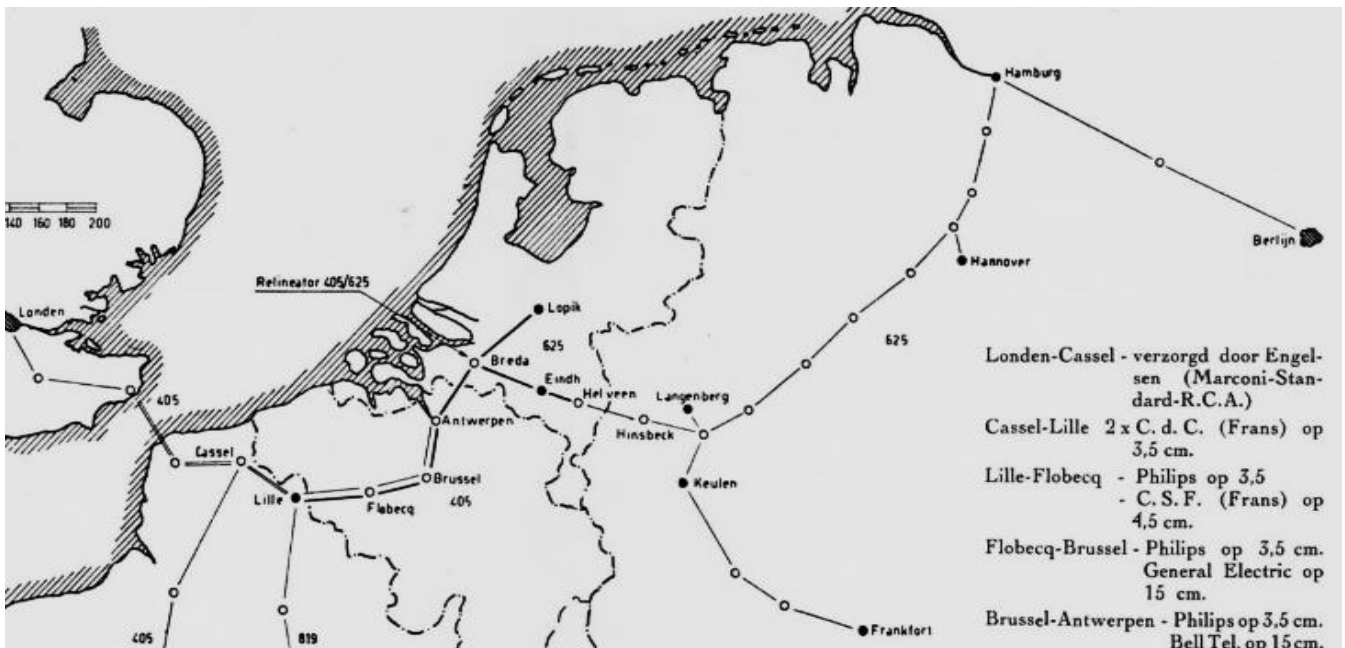 Hamburg
Berlijn
Hannover
140 160 180 200
Relineator 405/625
Londen
Lopik
625
625
Breda
Eindh
Helveen
Langenberg
405
Antwerpen
Hinsbeck
Cassel
Brussel
Keulen
Lille
Flobecq
405
405
819
Frankfort
Londen-Cassel - verzorgd door Engel-
sen (Marconi-Stan-
dard-R.C.A.)
Cassel-Lille 2 x C. d. C. (Frans) op
3,5 cm.
Lille-Flobecq - Philips op 3,5
- C. S. F. (Frans) op
4,5 cm.
Flobecq-Brussel - Philips op 3,5 cm.
General Electric op
15 cm.
Brussel-Antwerpen - Philips op 3,5 cm.
Bell Tel. op 15 cm.